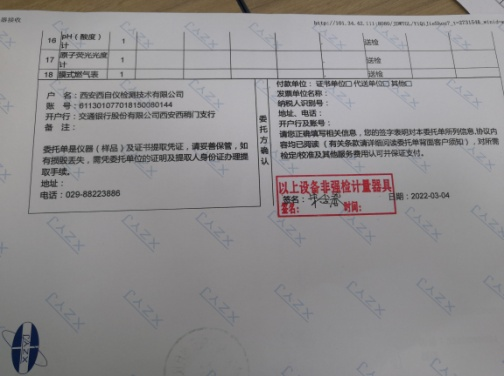 16 pH（酸度）计 1 送检
17 原子荧光光度计 1 送检
18 膜式燃气表 1 送检
户 名：西安西自仪检测技术有限公司
账 号：611301077018150080144
开户行：交通银行股份有限公司西安西稍门支行
备 注：
委托单是仪器（样品）及证书提取凭证，请妥善保管，如
有损毁丢失，需凭委托单位的证明及提取人身份证办理提
取手续。
电话：029-88223886
委托方确认
付款单位：证书单位□ 代送单位□ 其他□
发票单位名称：
纳税人识别号：
地址、电话：
开户行及账号：
请您正确填写相关信息，您的签字表明对本委托单所列信息,协议内
容均已阅读（有关条款请详细阅读委托单背面客户须知），对所需
检定/校准及其他服务费用认可并保证支付。
以上设备非强检计量器具
签名：
签名： 时间：
日期：2022-03-04